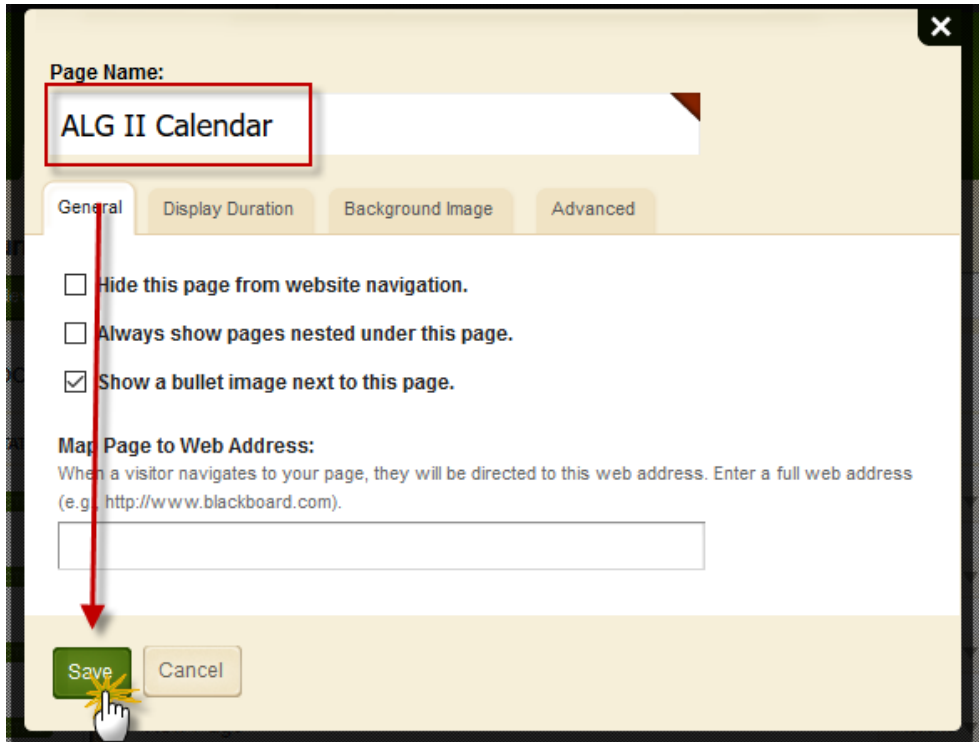 Page Name:
ALG II Calendar
General Display Duration Background Image Advanced
Hide this page from website navigation.
Always show pages nested under this page.
Show a bullet image next to this page.
Map Page to Web Address:
When a visitor navigates to your page, they will be directed to this web address. Enter a full web address
(e.g., http://www.blackboard.com).
Save Cancel